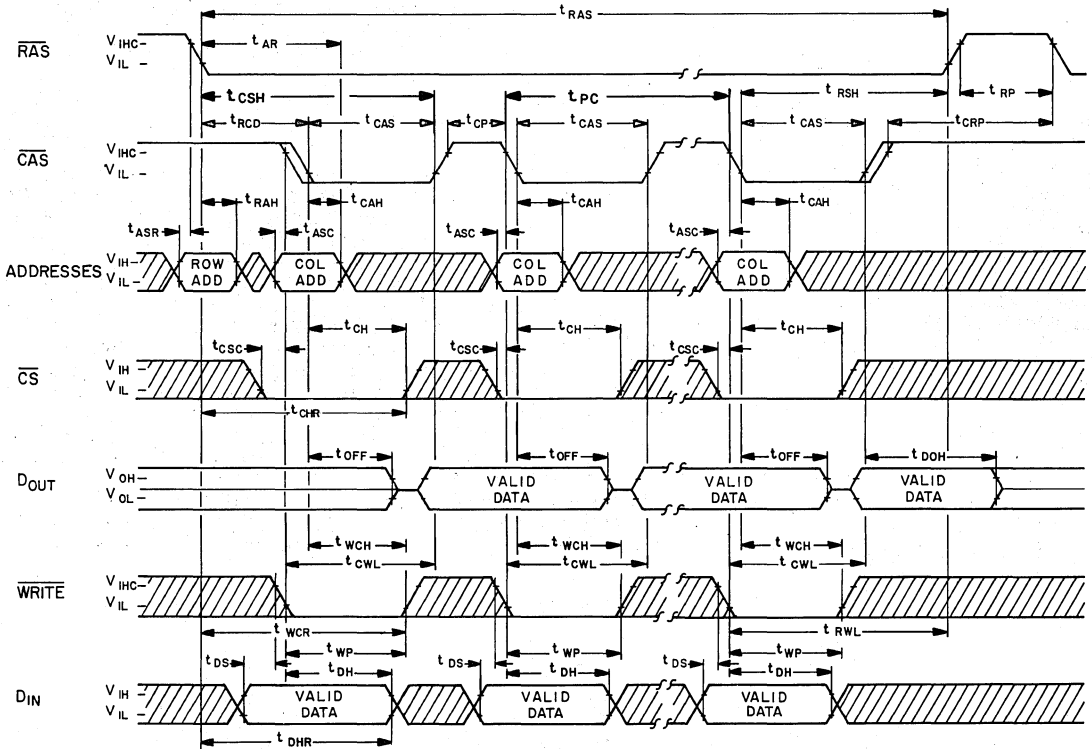 t RAS
RAS V IHC –
V IL –
t AR
t CSH t PC t RSH t RP
t RCD t CAS t CP t CAS t CAS t CRP
CAS V IHC –
V IL –
t RAH t CAH t CAH t CAH
t ASR t ASC t ASC t ASC
ADDRESSES V IH –
V IL –
ROW ADD COL ADD COL ADD COL ADD
t CH t CH t CH
t CSC t CSC t CSC
CS V IH
V IL –
t CHR
t OFF t OFF t OFF t DOH
DOUT V OH –
V OL –
VALID DATA VALID DATA VALID DATA
t WCH t WCH t WCH
t CWL t CWL t CWL
WRITE V IHC –
V IL –
t WCR t RWL
t WP t WP t WP
t DS t DH t DS t DH t DS t DH
DIN V IH –
V IL –
VALID DATA VALID DATA VALID DATA
t DHR